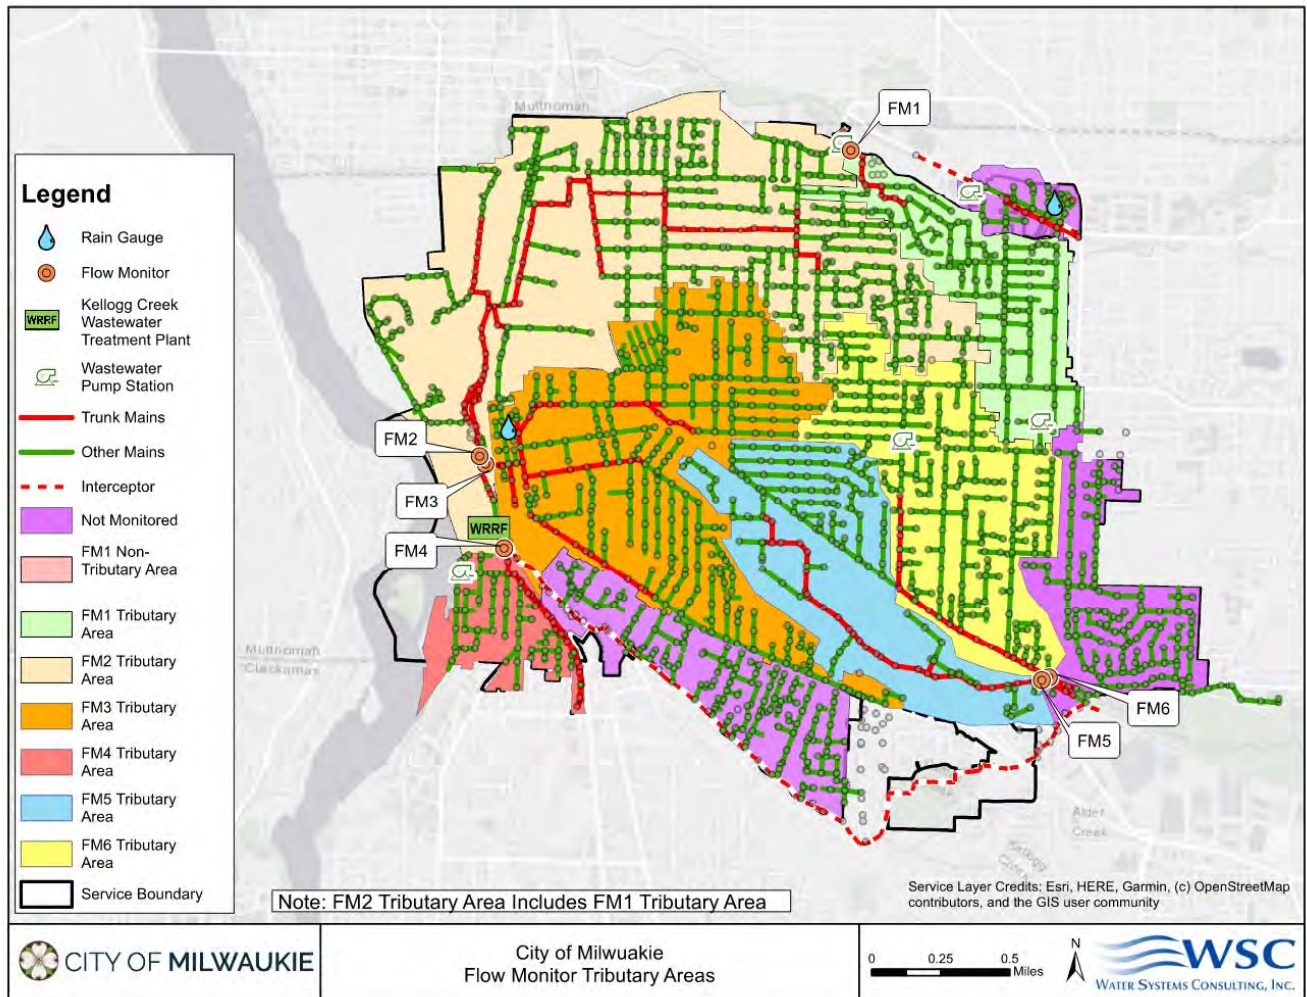 Multnomah
FM1
Legend
Rain Gauge
Flow Monitor
WRRF
Kellogg Creek
Wastewater
Treatment Plant
Wastewater
Pump Station
Trunk Mains
Other Mains
Interceptor
Not Monitored
FM1 Non-
Tributary Area
FM1 Tributary
Area
FM2 Tributary
Area
FM3 Tributary
Area
FM4 Tributary
Area
FM5 Tributary
Area
FM6 Tributary
Area
Service Boundary
FM2
FM3
WRRF
FM4
Multnomah
Clackamas
FM6
FM5
Alder
Creek
Kellogg
Note: FM2 Tributary Area Includes FM1 Tributary Area
Service Layer Credits: Esri, HERE, Garmin, (c) OpenStreetMap
contributors, and the GIS user community
CITY OF MILWAUKIE
City of Milwuakie
Flow Monitor Tributary Areas
0 0.25 0.5
Miles
N
WSC
WATER SYSTEMS CONSULTING, INC.